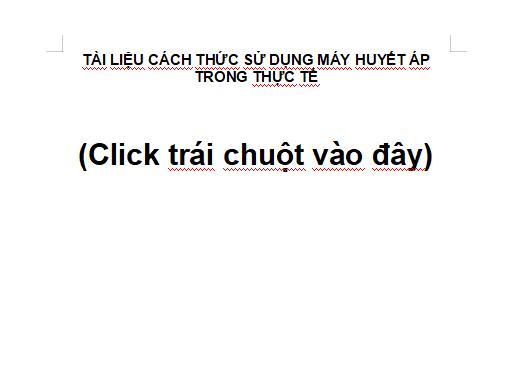 TÀI LIỆU CÁCH THỨC SỬ DỤNG MÁY HUYẾT ÁP
TRONG THỰC TẾ
(Click trái chuột vào đây)